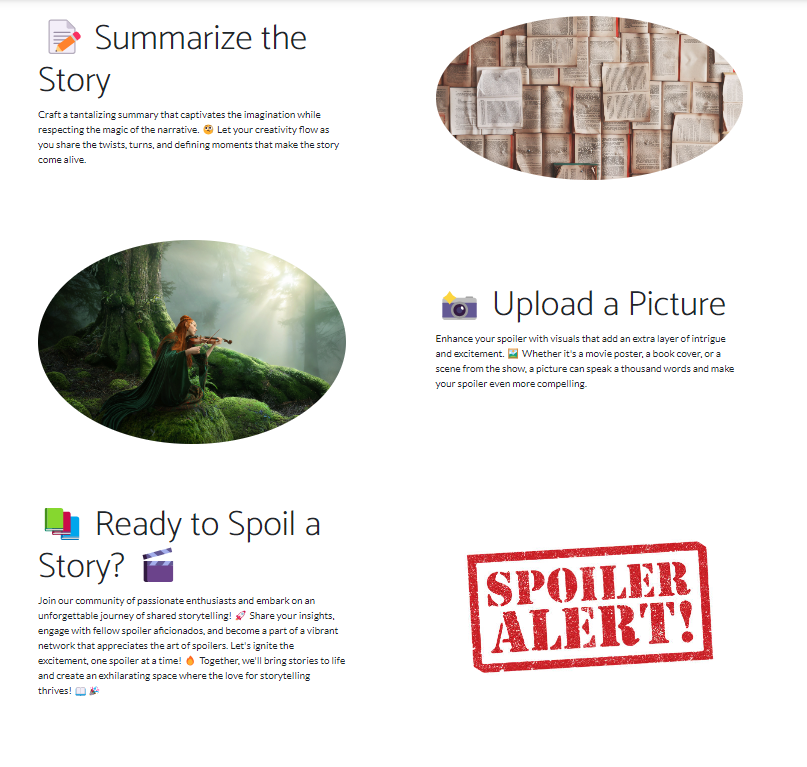 📝 Summarize the
Story
Craft a tantalizing summary that captivates the imagination while
respecting the magic of the narrative. 🧐 Let your creativity flow as
you share the twists, turns, and defining moments that make the story
come alive.
📸 Upload a Picture
Enhance your spoiler with visuals that add an extra layer of intrigue
and excitement. 🖼️ Whether it's a movie poster, a book cover, or a
scene from the show, a picture can speak a thousand words and make
your spoiler even more compelling.
📚 Ready to Spoil a
Story? 🎬
Join our community of passionate enthusiasts and embark on an
unforgettable journey of shared storytelling! 🚀 Share your insights,
engage with fellow spoiler aficionados, and become a part of a vibrant
network that appreciates the art of spoilers. Let's ignite the
excitement, one spoiler at a time! 🔥 Together, we'll bring stories to life
and create an exhilarating space where the love for storytelling
thrives! 📖 🎉
SPOILER
ALERT!